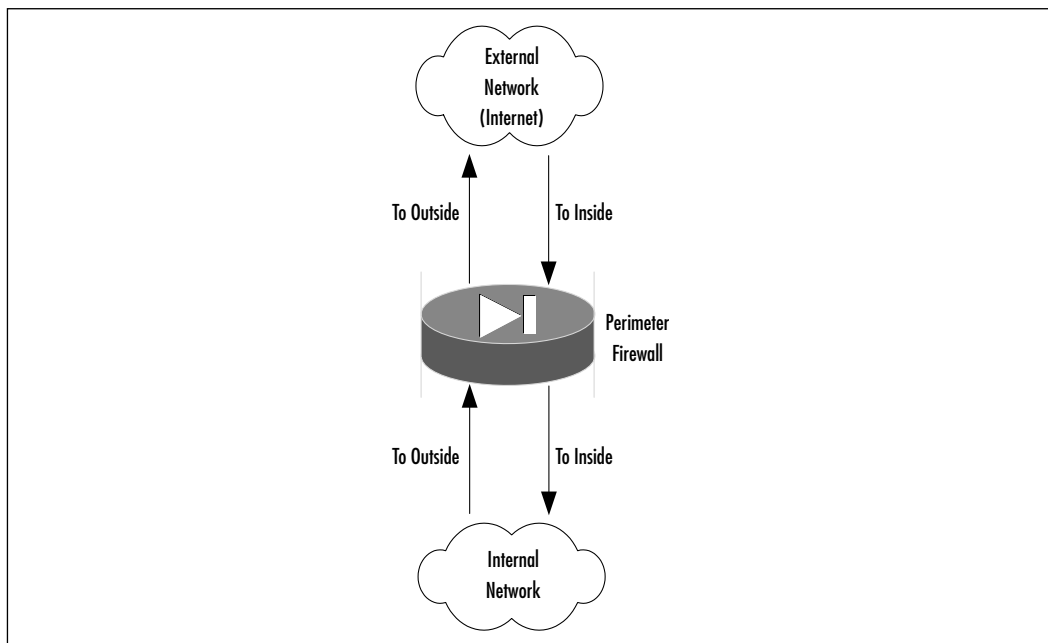 External
Network
(Internet)
To Outside
To Inside
Perimeter
Firewall
To Outside
To Inside
Internal
Network